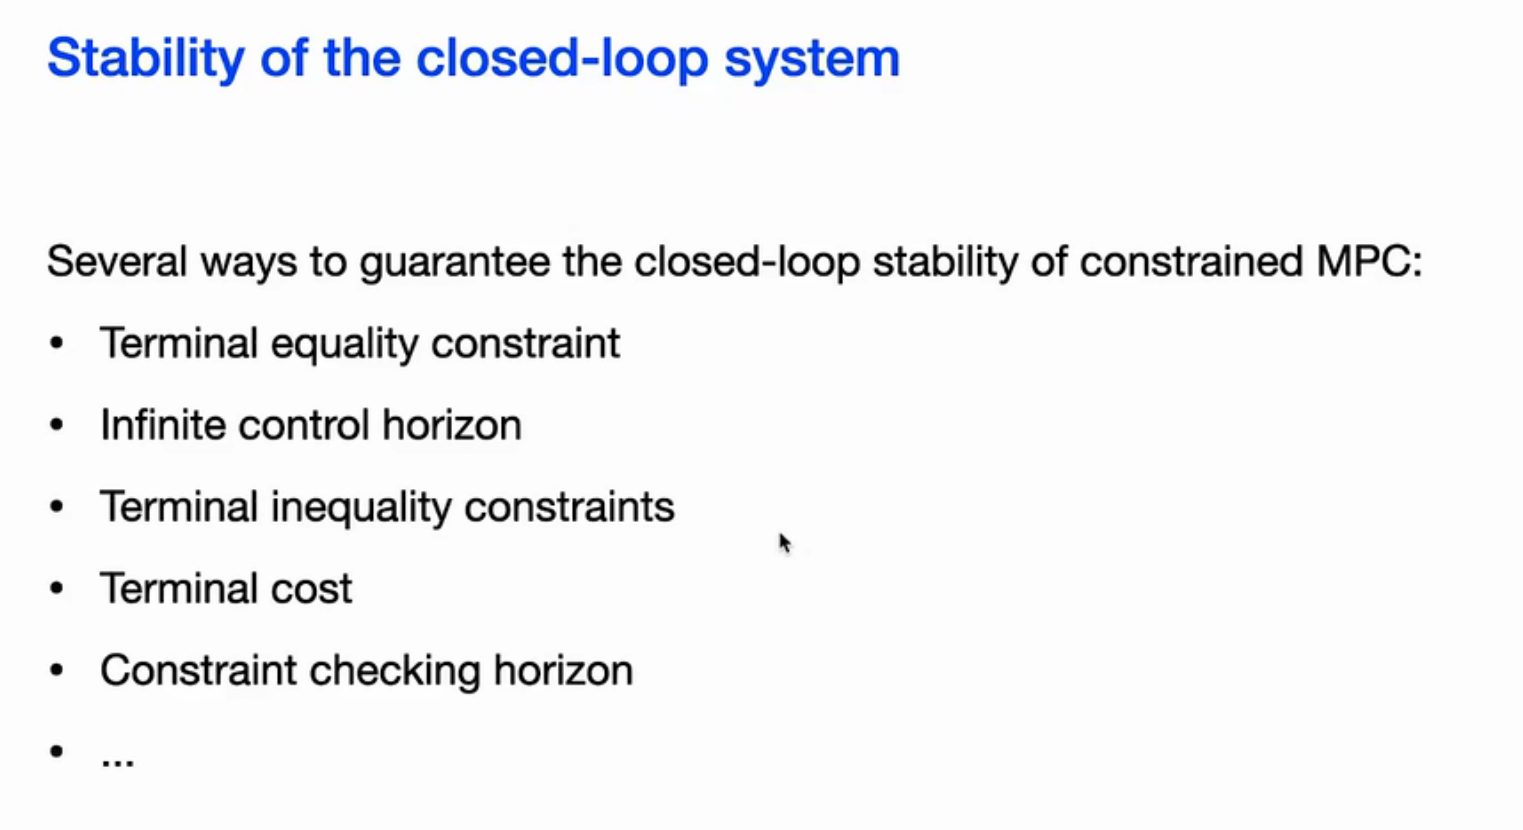 Stability of the closed-loop system
Several ways to guarantee the closed-loop stability of constrained MPC:
• Terminal equality constraint
• Infinite control horizon
• Terminal inequality constraints
• Terminal cost
• Constraint checking horizon
• ...